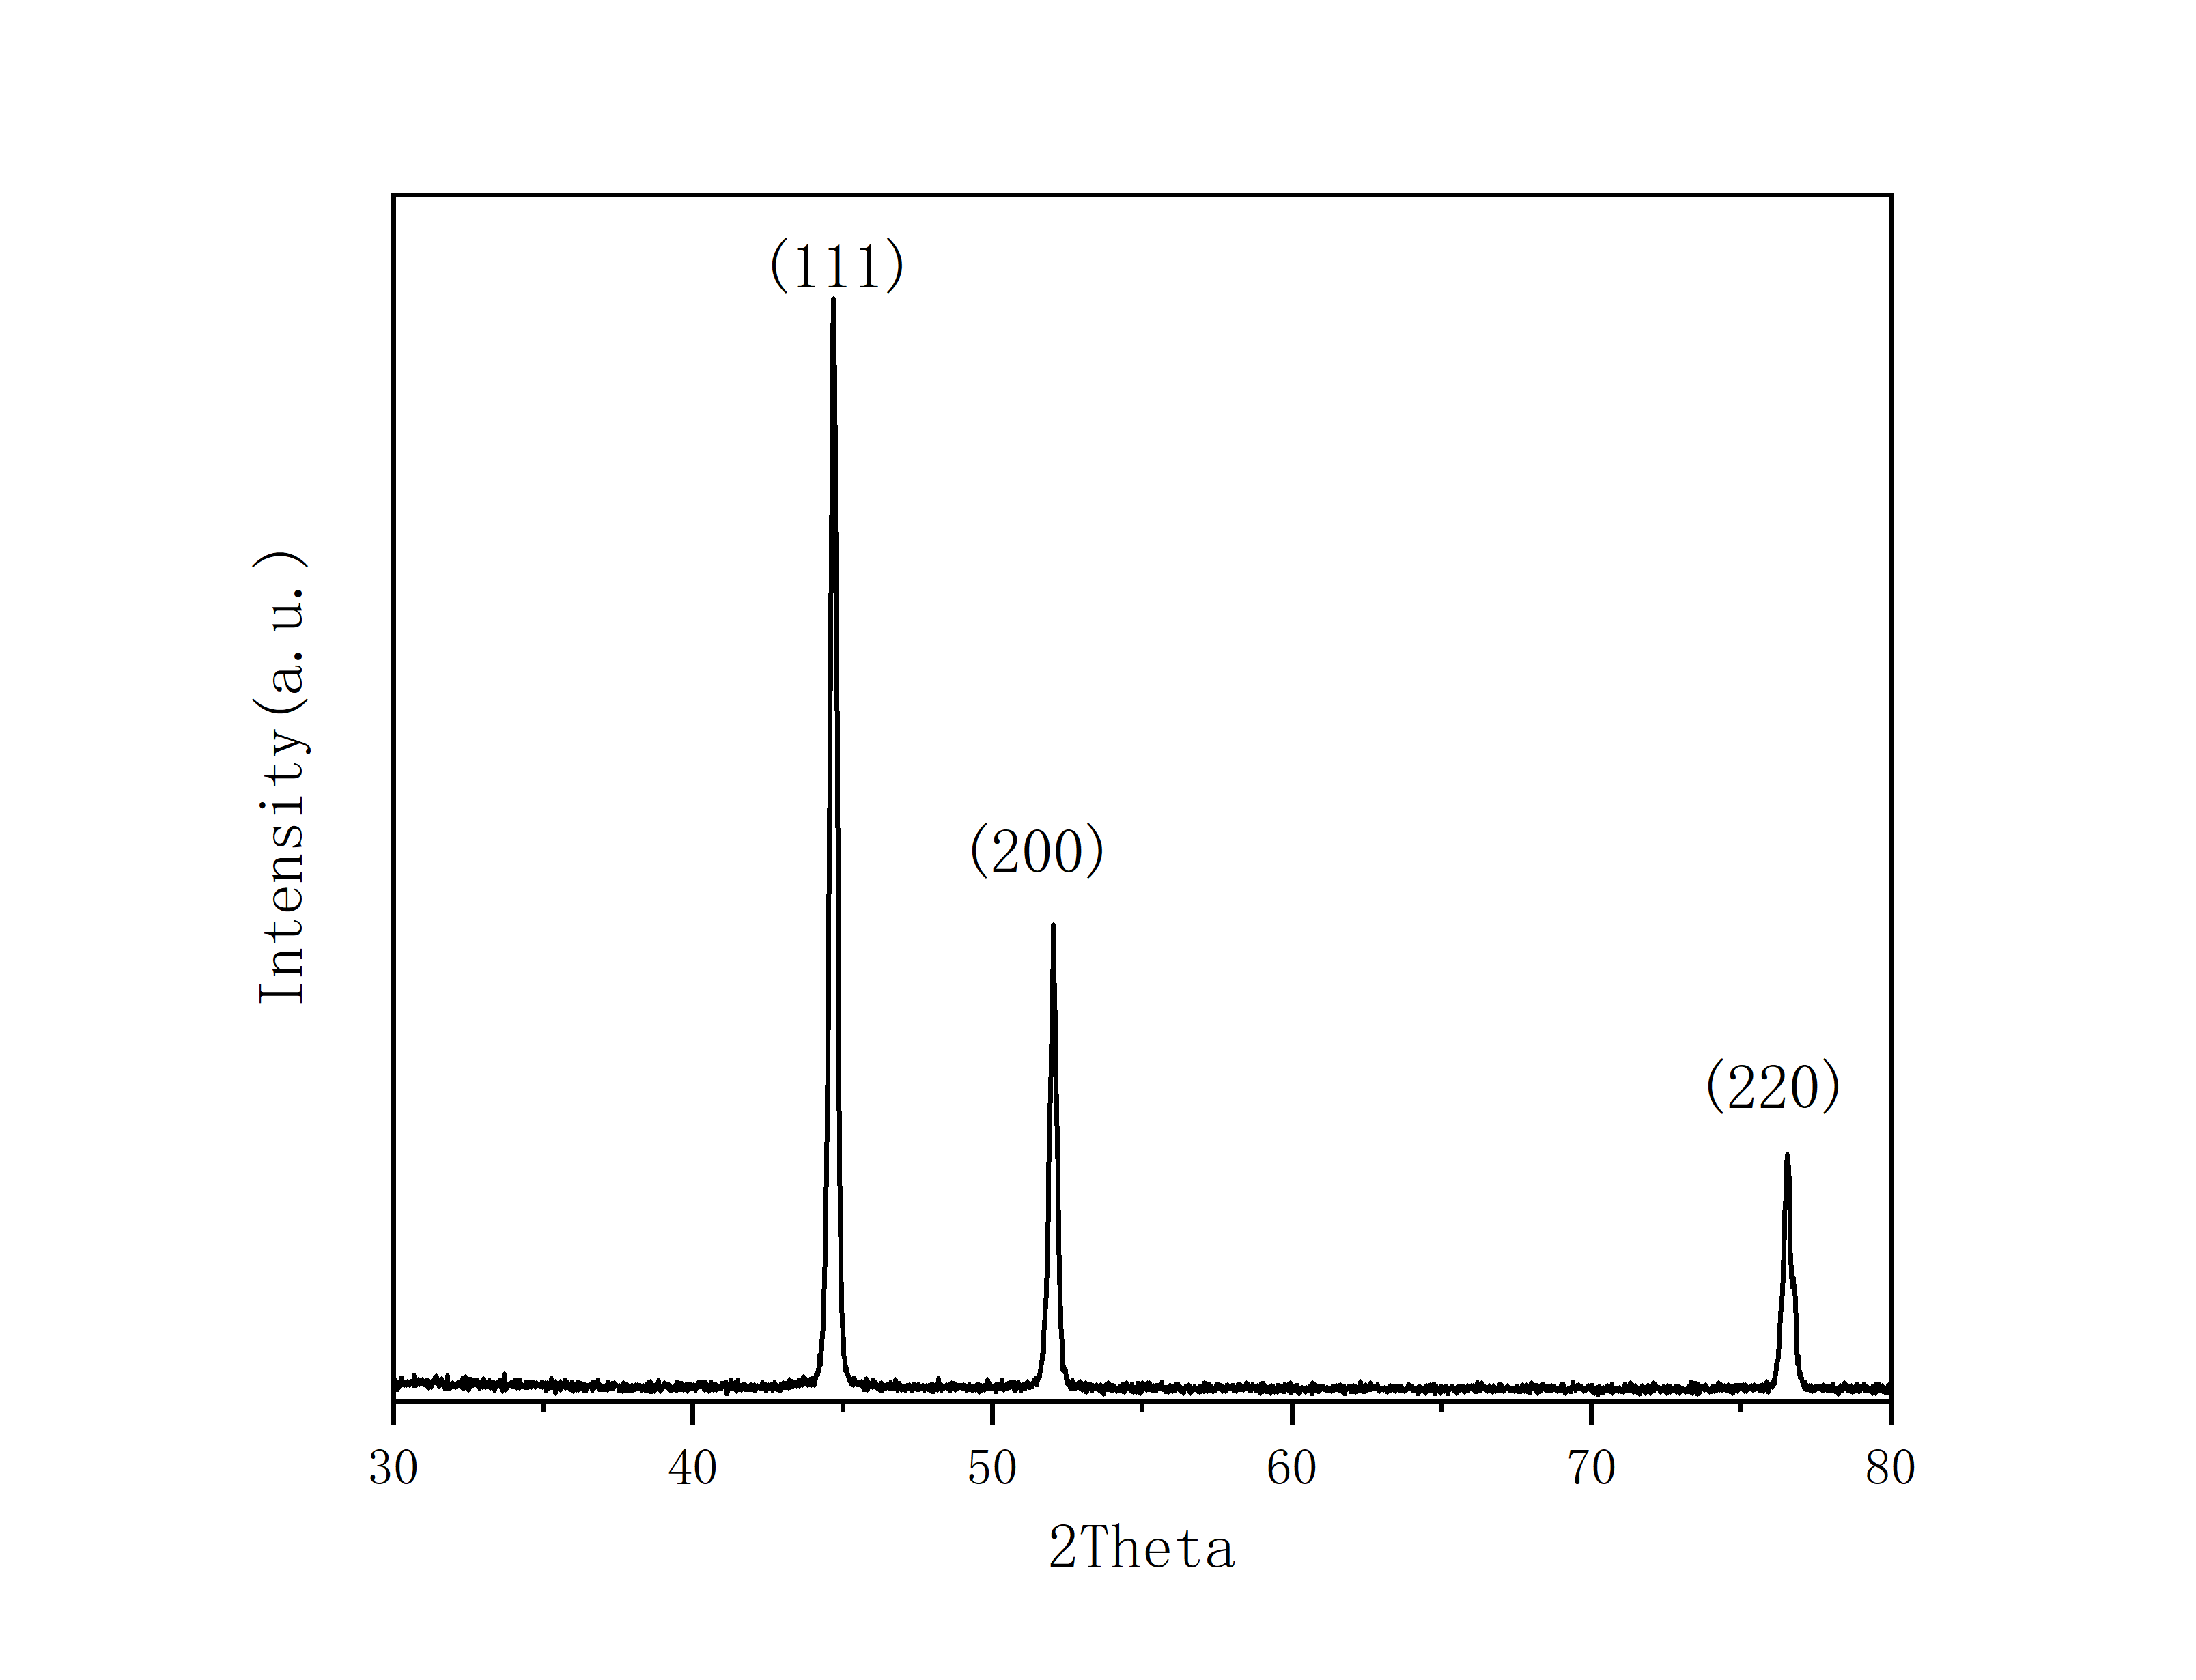 (111)
(200)
(220)
Intensity(a.u.)
30 40 50 60 70 80
2Theta